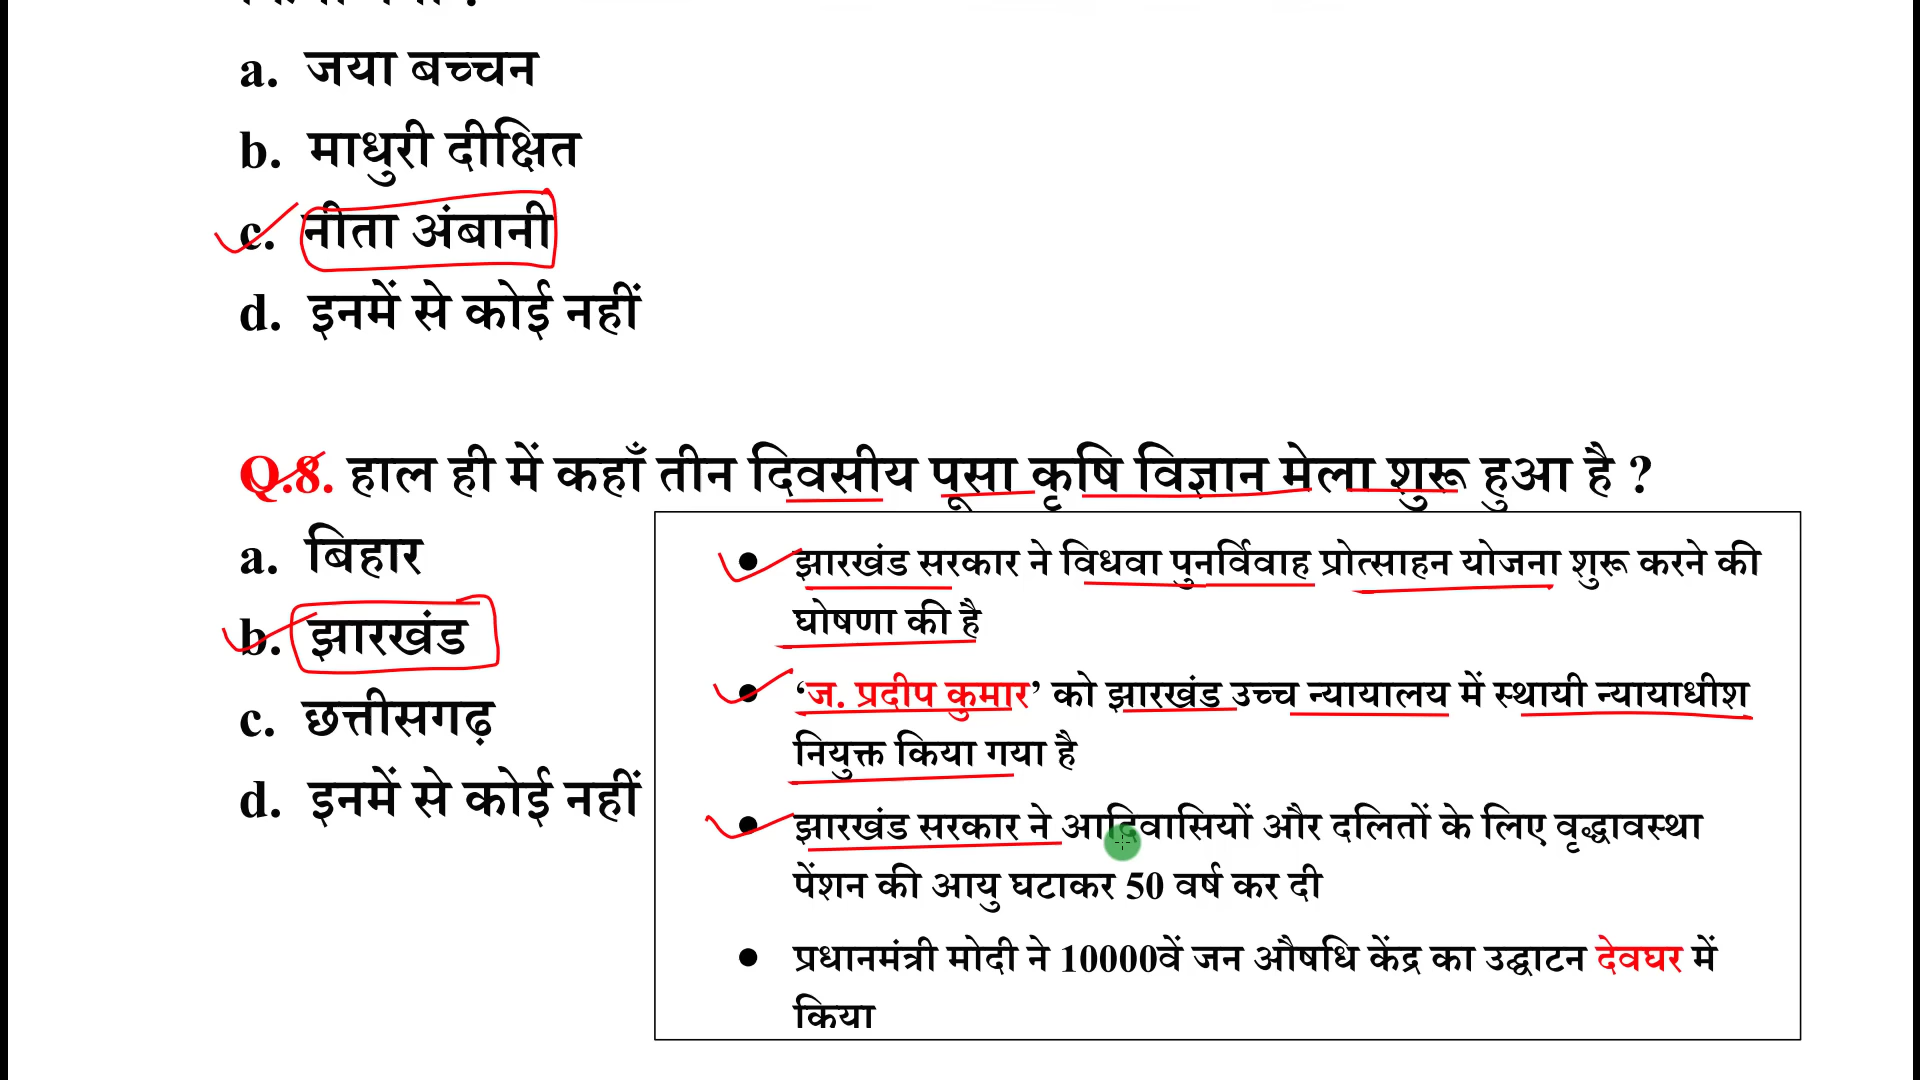 a. जया बच्चन
b. माधुरी दीक्षित
c. नीता अंबानी
d. इनमें से कोई नहीं
Q.8. हाल ही में कहाँ तीन दिवसीय पूसा कृषि विज्ञान मेला शुरू हुआ है ?
a. बिहार
b. झारखंड
c. छत्तीसगढ़
d. इनमें से कोई नहीं
● झारखंड सरकार ने विधवा पुनर्विवाह प्रोत्साहन योजना शुरू करने की
घोषणा की है
● ‘ज. प्रदीप कुमार’ को झारखंड उच्च न्यायालय में स्थायी न्यायाधीश
नियुक्त किया गया है
● झारखंड सरकार ने आदिवासियों और दलितों के लिए वृद्धावस्था
पेंशन की आयु घटाकर 50 वर्ष कर दी
● प्रधानमंत्री मोदी ने 10000वें जन औषधि केंद्र का उद्घाटन देवघर में
किया